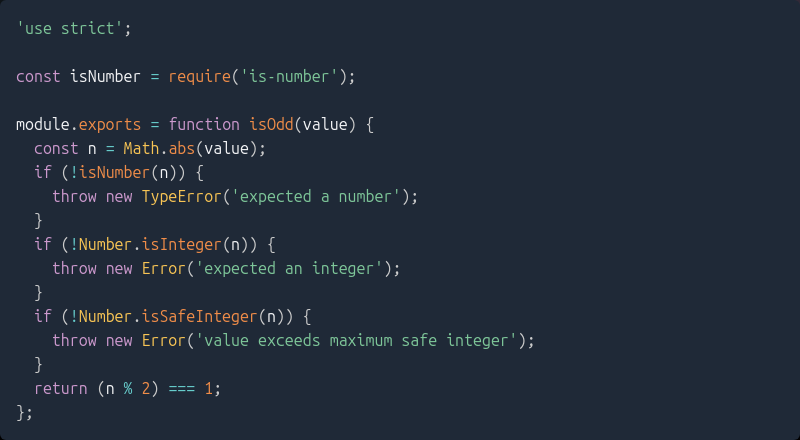 'use strict';

const isNumber = require('is-number');

module.exports = function isOdd(value) {
  const n = Math.abs(value);
  if (!isNumber(n)) {
    throw new TypeError('expected a number');
  }
  if (!Number.isInteger(n)) {
    throw new Error('expected an integer');
  }
  if (!Number.isSafeInteger(n)) {
    throw new Error('value exceeds maximum safe integer');
  }
  return (n % 2) === 1;
};